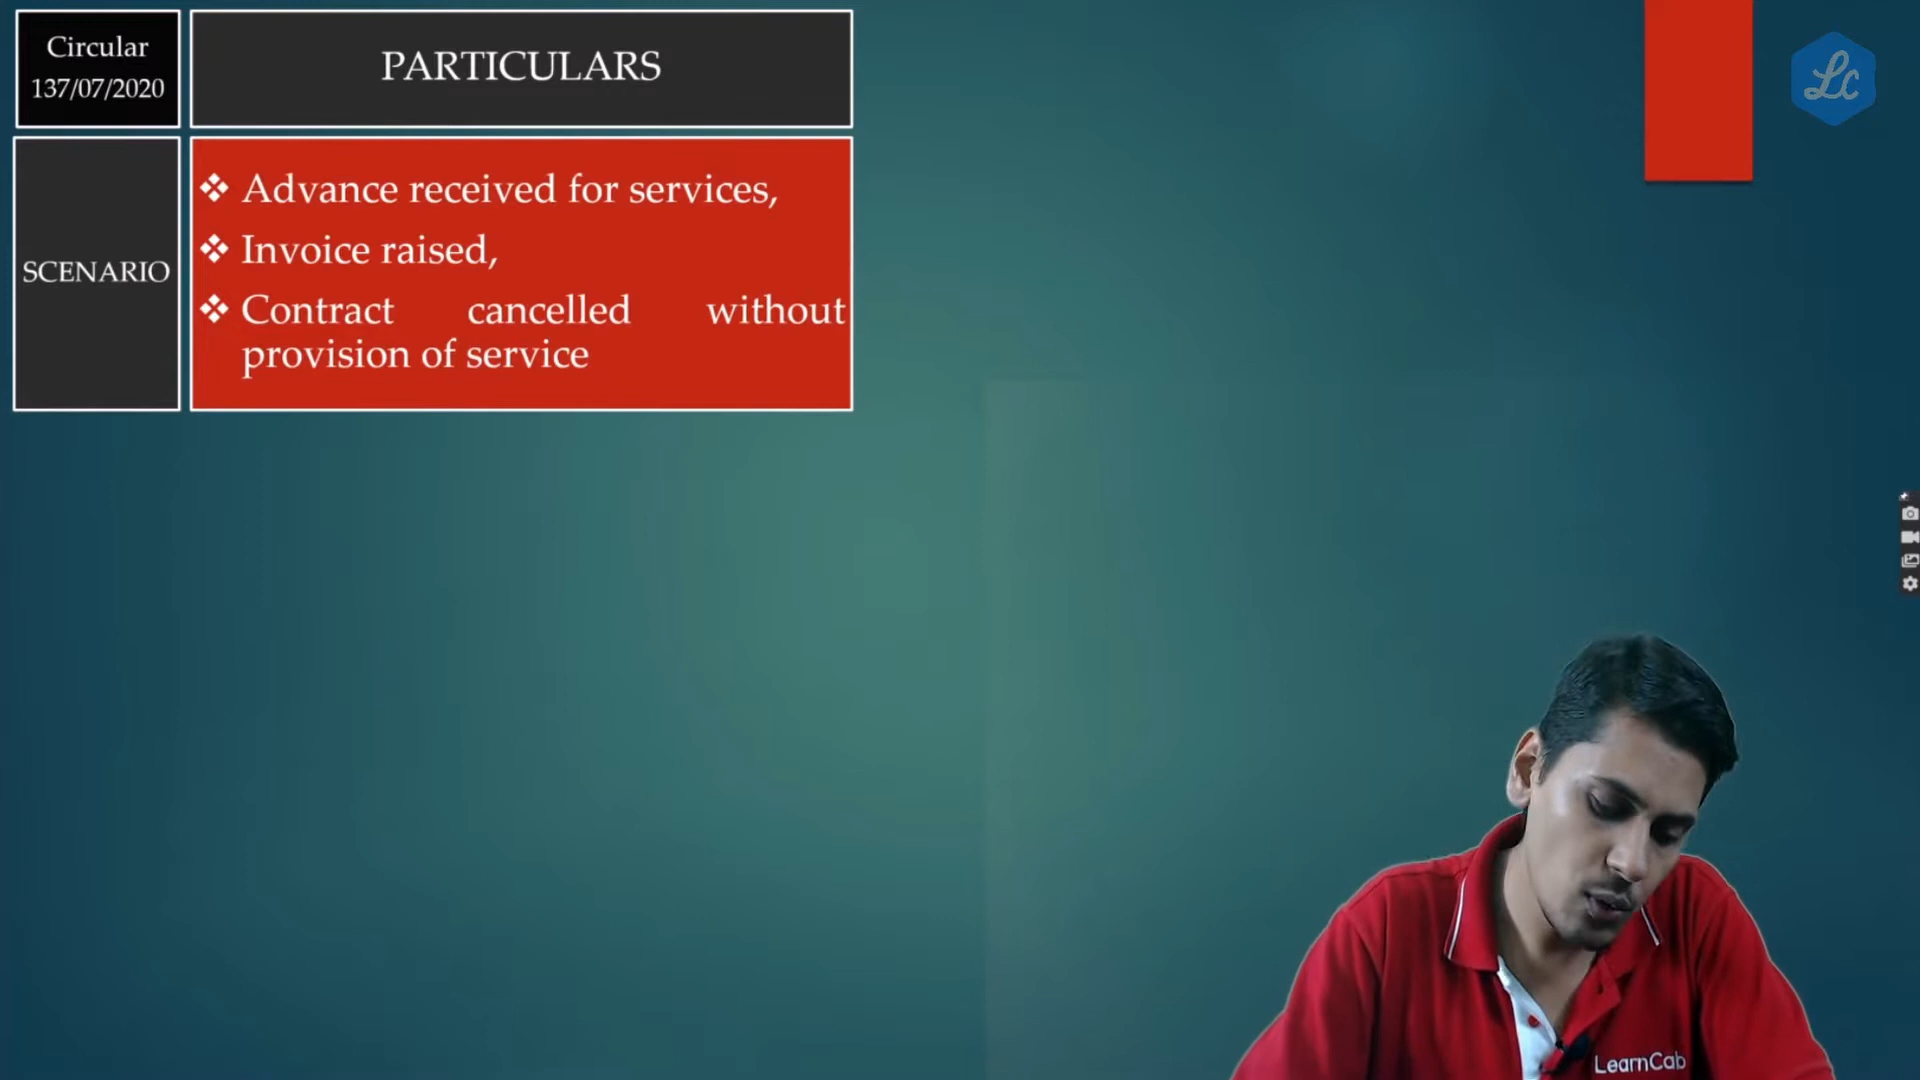 Circular
137/07/2020
PARTICULARS
Lc
SCENARIO
Advance received for services,
Invoice raised,
Contract cancelled without
provision of service
LearnCab